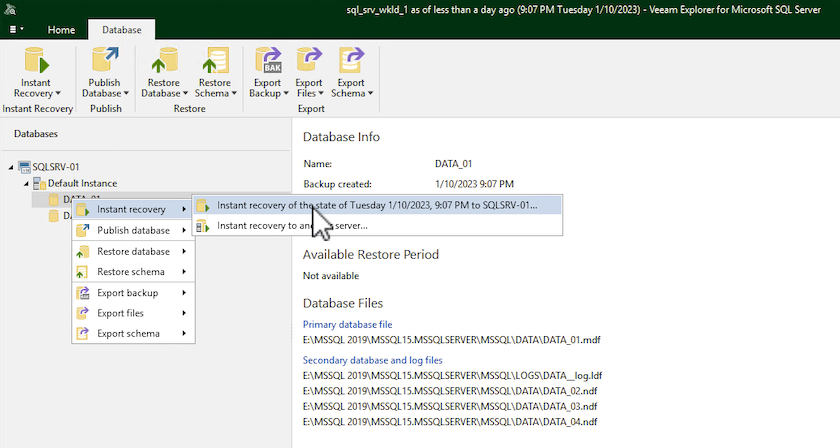 sql_srv_wkld_1 as of less than a day ago (9:07 PM Tuesday 1/10/2023) - Veeam Explorer for Microsoft SQL Server
Home
Database
Instant Recovery
Publish Database
Restore Database
Restore Schema
BAK
Export Backup
Export Files
Export Schema
Instant Recovery
Publish
Restore
Export
Databases
SQLSRV-01
Default Instance
Database Info
Name: DATA_01
Backup created: 1/10/2023 9:07 PM
Instant recovery
Instant recovery of the state of Tuesday 1/10/2023, 9:07 PM to SQLSRV-01...
Instant recovery to server...
Publish database
Restore database
Restore schema
Export backup
Export files
Export schema
Available Restore Period
Not available
Database Files
Primary database file
E:\MSSQL 2019\MSSQL15.MSSQLSERVER\MSSQL\DATA\DATA_01.mdf
Secondary database and log files
E:\MSSQL 2019\MSSQL15.MSSQLSERVER\MSSQL\LOGS\DATA__log.ldf
E:\MSSQL 2019\MSSQL15.MSSQLSERVER\MSSQL\DATA\DATA_02.ndf
E:\MSSQL 2019\MSSQL15.MSSQLSERVER\MSSQL\DATA\DATA_03.ndf
E:\MSSQL 2019\MSSQL15.MSSQLSERVER\MSSQL\DATA\DATA_04.ndf